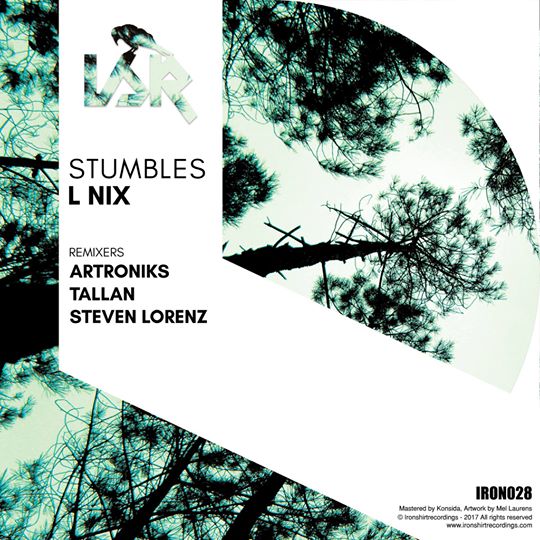 ISR
STUMBLES
L NIX
REMIXERS
ARTRONIKS
TALLAN
STEVEN LORENZ
IRON028
Mastered by Konsida, Artwork by Mel Laurens
© Ironshirtrecordings - 2017 All rights reserved
www.ironshirtrecordings.com